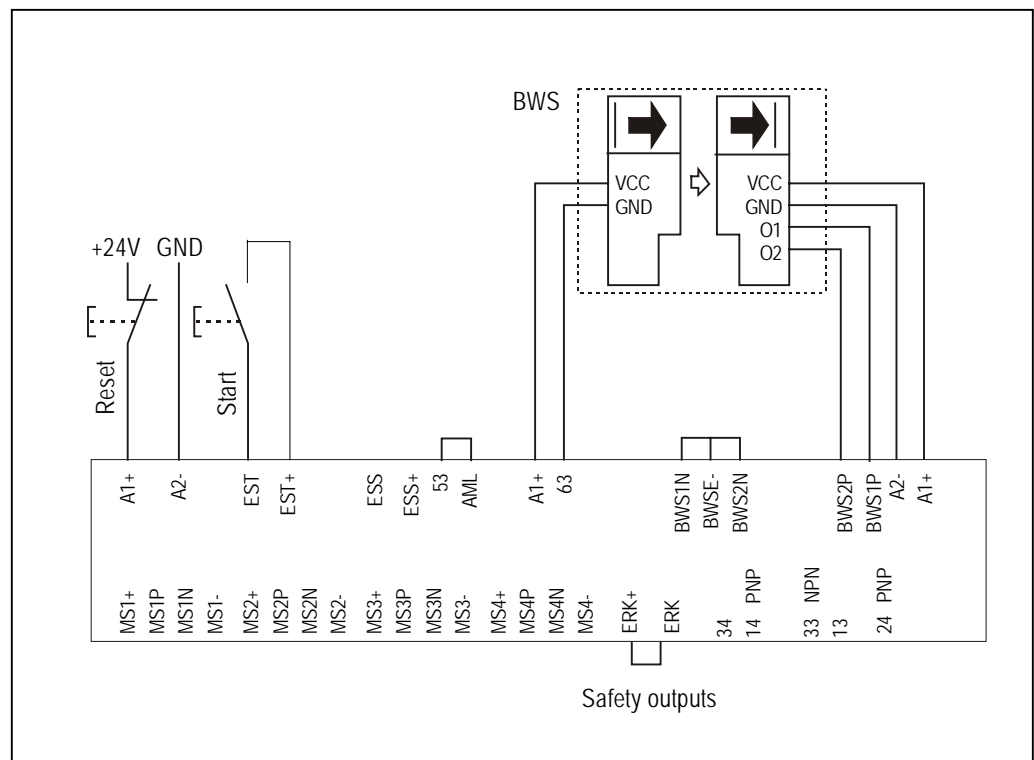 BWS
VCC
GND
VCC
GND
O1
O2
+24V GND
Reset
Start
A1+
A2-
EST
EST+
ESS
ESS+
53
AML
A1+
63
BWS1N
BWSE-
BWS2N
BWS2P
BWS1P
A2-
A1+
MS1+
MS1P
MS1N
MS1-
MS2+
MS2P
MS2N
MS2-
MS3+
MS3P
MS3N
MS3-
MS4+
MS4P
MS4N
MS4-
ERK+
ERK
34
14 PNP
33 NPN
13
24 PNP
Safety outputs